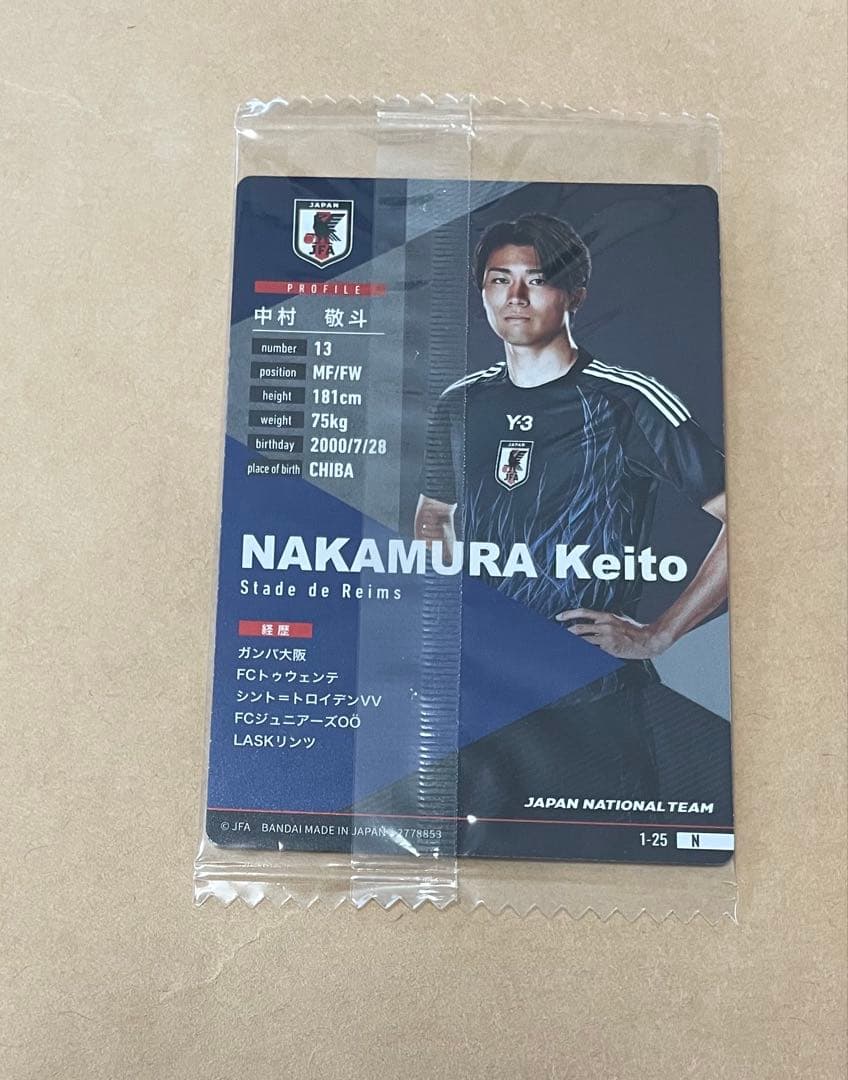 JAPAN
JFA
PROFILE
中村 敬斗
number 13
position MF/FW
height 181cm
weight 75kg
birthday 2000/7/28
place of birth CHIBA
Y-3
JAPAN
JFA
NAKAMURA Keito
Stade de Reims
経歴
ガンバ大阪
FCトゥウェンテ
シント＝トロイデンVV
FCジュニアーズOÖ
LASKリンツ
JAPAN NATIONAL TEAM
© JFA BANDAI MADE IN JAPAN 2778853
1-25 N